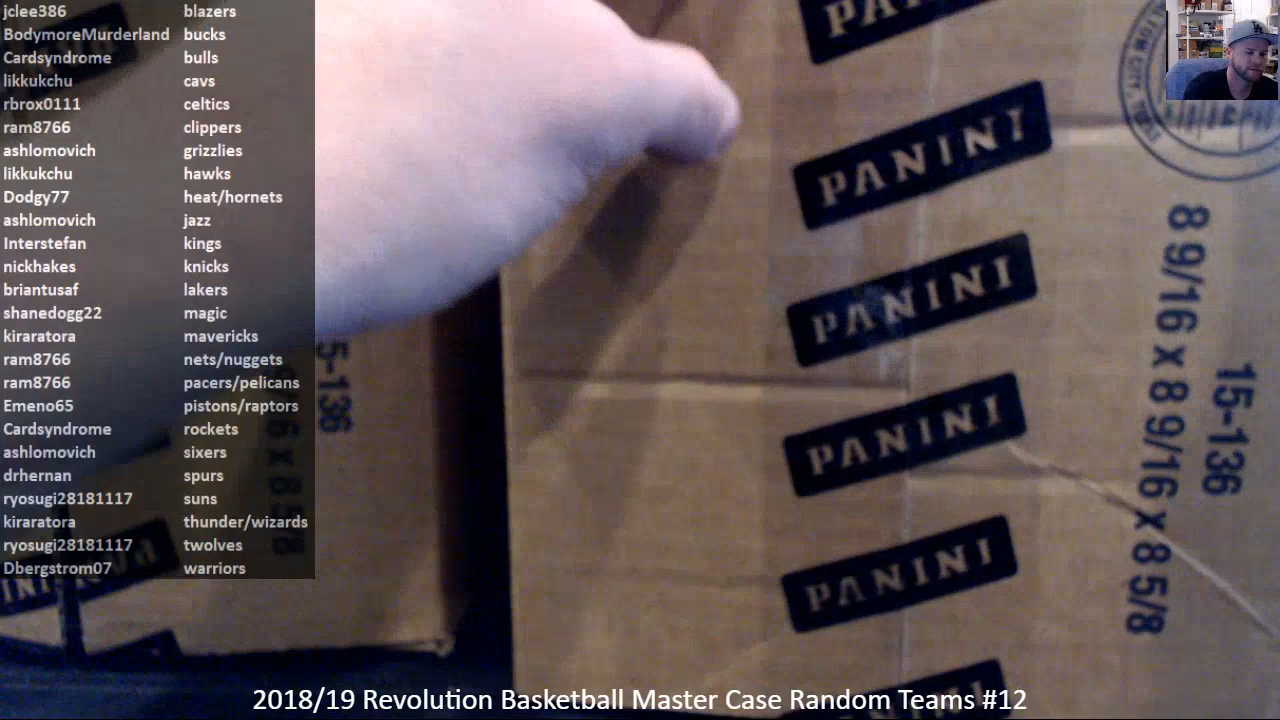 jclee386 blazers
BodymoreMurderland bucks
Cardsyndrome bulls
likkukchu cavs
rbrox0111 celtics
ram8766 clippers
ashlomovich grizzlies
likkukchu hawks
Dodgy77 heat/hornets
ashlomovich jazz
Interstefan kings
nickhakes knicks
briantusaf lakers
shanedogg22 magic
kiraratora mavericks
ram8766 nets/nuggets
ram8766 pacers/pelicans
Emeno65 pistons/raptors
Cardsyndrome rockets
ashlomovich sixers
drhernan spurs
ryosugi28181117 suns
kiraratora thunder/wizards
ryosugi28181117 twolves
Dbergstrom07 warriors
PANINI
PANINI
PANINI
PANINI
PANINI
PANINI
8 9/16 x 8 9/16 x 8 5/8
15-136
5-136
2018/19 Revolution Basketball Master Case Random Teams #12